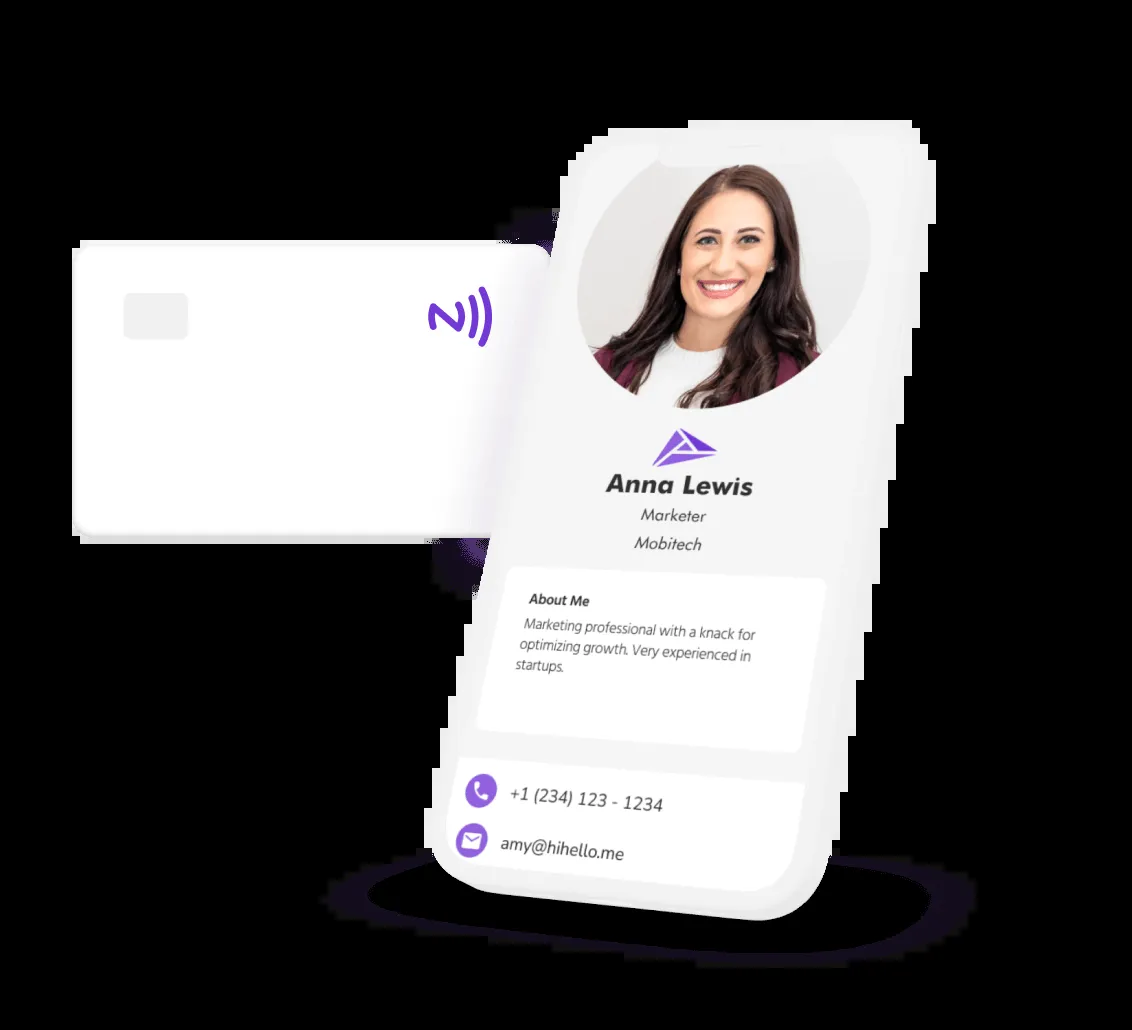 Anna Lewis
Marketer
Mobitech
About Me
Marketing professional with a knack for
optimizing growth. Very experienced in
startups.
+1 (234) 123 - 1234
amy@hihello.me